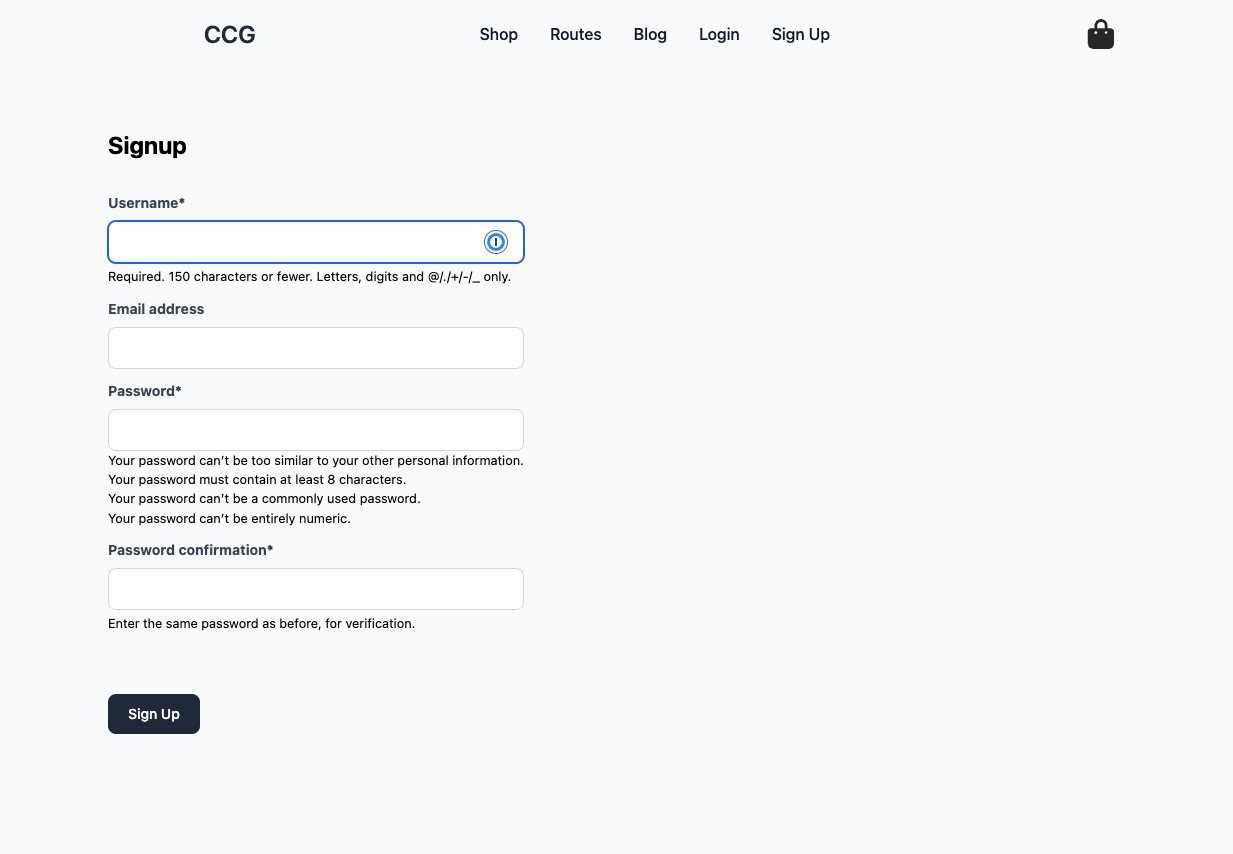 CCG
Shop Routes Blog Login Sign Up
Signup
Username*
Required. 150 characters or fewer. Letters, digits and @/./+/-/_ only.
Email address
Password*
Your password can’t be too similar to your other personal information.
Your password must contain at least 8 characters.
Your password can’t be a commonly used password.
Your password can’t be entirely numeric.
Password confirmation*
Enter the same password as before, for verification.
Sign Up